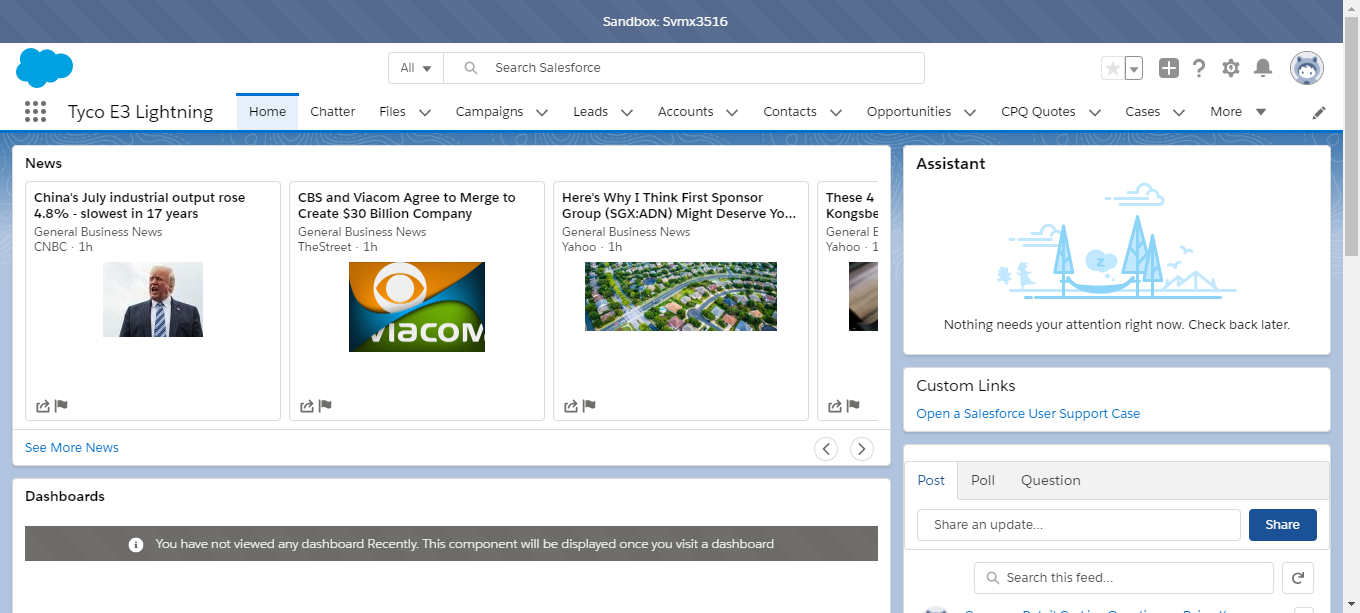 Sandbox: Svmx3516
All
Search Salesforce
Tyco E3 Lightning
Home
Chatter
Files
Campaigns
Leads
Accounts
Contacts
Opportunities
CPQ Quotes
Cases
More
News
China's July industrial output rose
4.8% - slowest in 17 years
General Business News
CNBC · 1h
CBS and Viacom Agree to Merge to
Create $30 Billion Company
General Business News
TheStreet · 1h
VIACOM
Here's Why I Think First Sponsor
Group (SGX:ADN) Might Deserve Yo...
General Business News
Yahoo · 1h
These 4
Kongsbe
General B
Yahoo · 1
See More News
Dashboards
You have not viewed any dashboard Recently. This component will be displayed once you visit a dashboard
Assistant
z
Nothing needs your attention right now. Check back later.
Custom Links
Open a Salesforce User Support Case
Post
Poll
Question
Share an update...
Share
Search this feed...